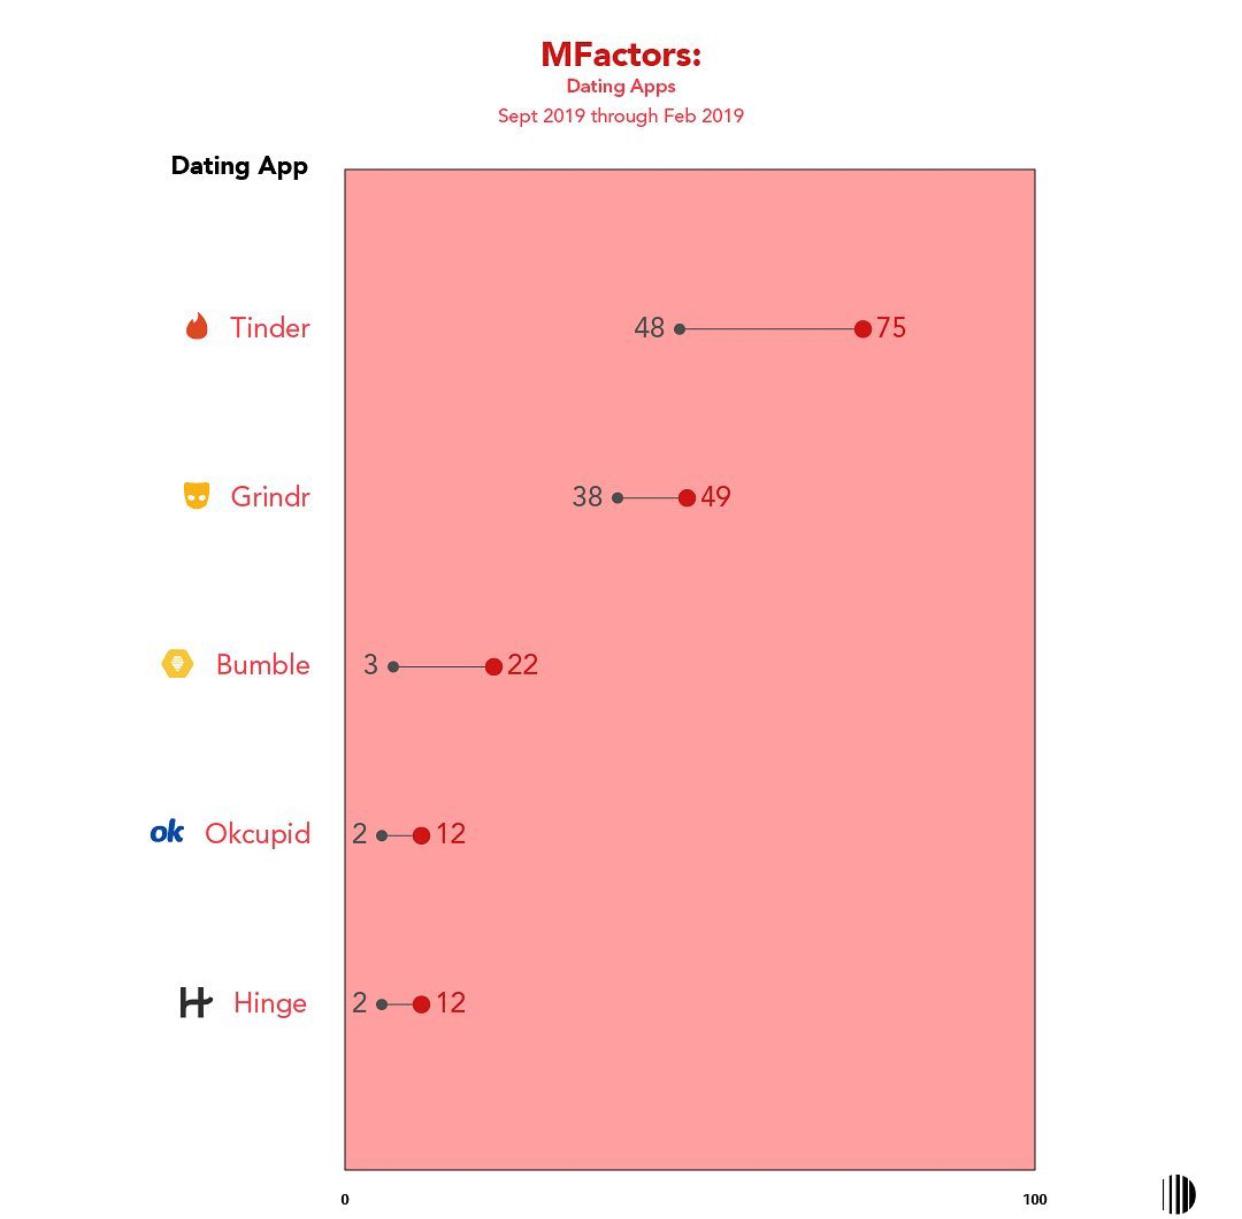 MFactors:
Dating Apps
Sept 2019 through Feb 2019
Dating App
Tinder
48
75
Grindr
38
49
Bumble
3
22
ok
Okcupid
2
12
Hinge
2
12
0
100